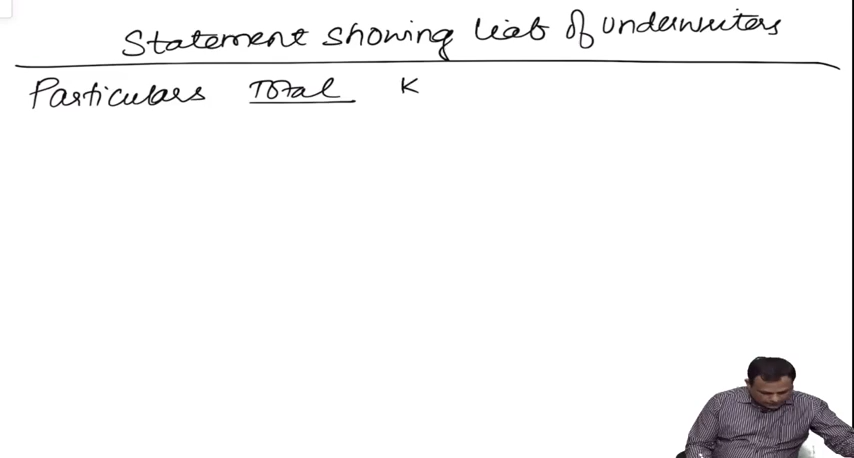 Statement showing liab of underwriters
Particulars Total K